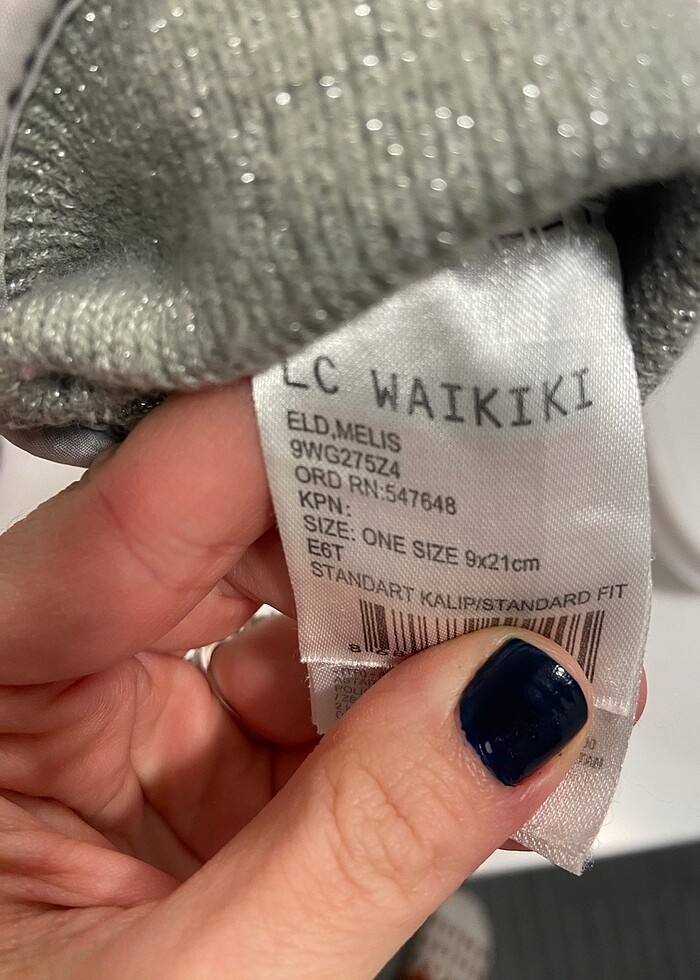 LC WAIKIKI
ELD,MELIS
9WG275Z4
ORD RN:547648
KPN:
SIZE: ONE SIZE 9x21cm
E6T
STANDART KALIP/STANDARD FIT